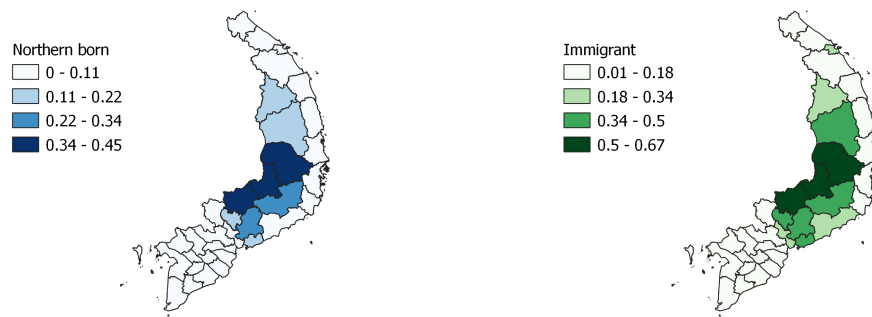 Northern born
0 - 0.11
0.11 - 0.22
0.22 - 0.34
0.34 - 0.45
Immigrant
0.01 - 0.18
0.18 - 0.34
0.34 - 0.5
0.5 - 0.67